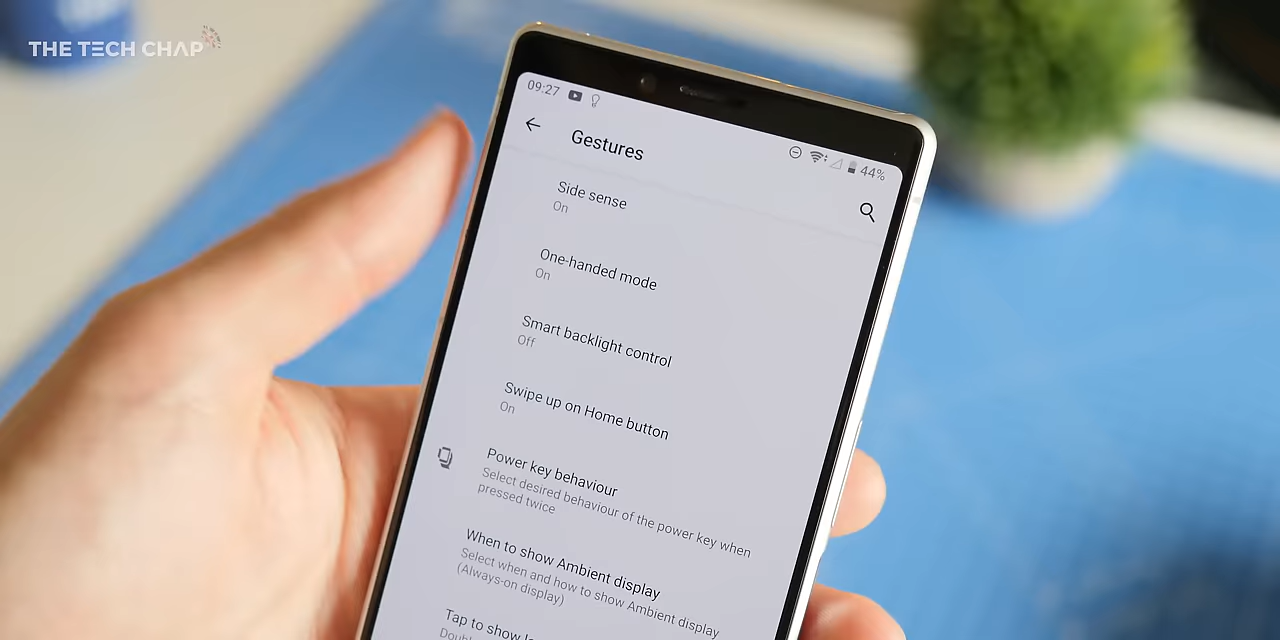 THE TECH CHAP
09:27
44%
Gestures
Side sense
On
One-handed mode
On
Smart backlight control
Off
Swipe up on Home button
On
Power key behaviour
Select desired behaviour of the power key when
pressed twice
When to show Ambient display
Select when and how to show Ambient display
(Always-on display)
Tap to show